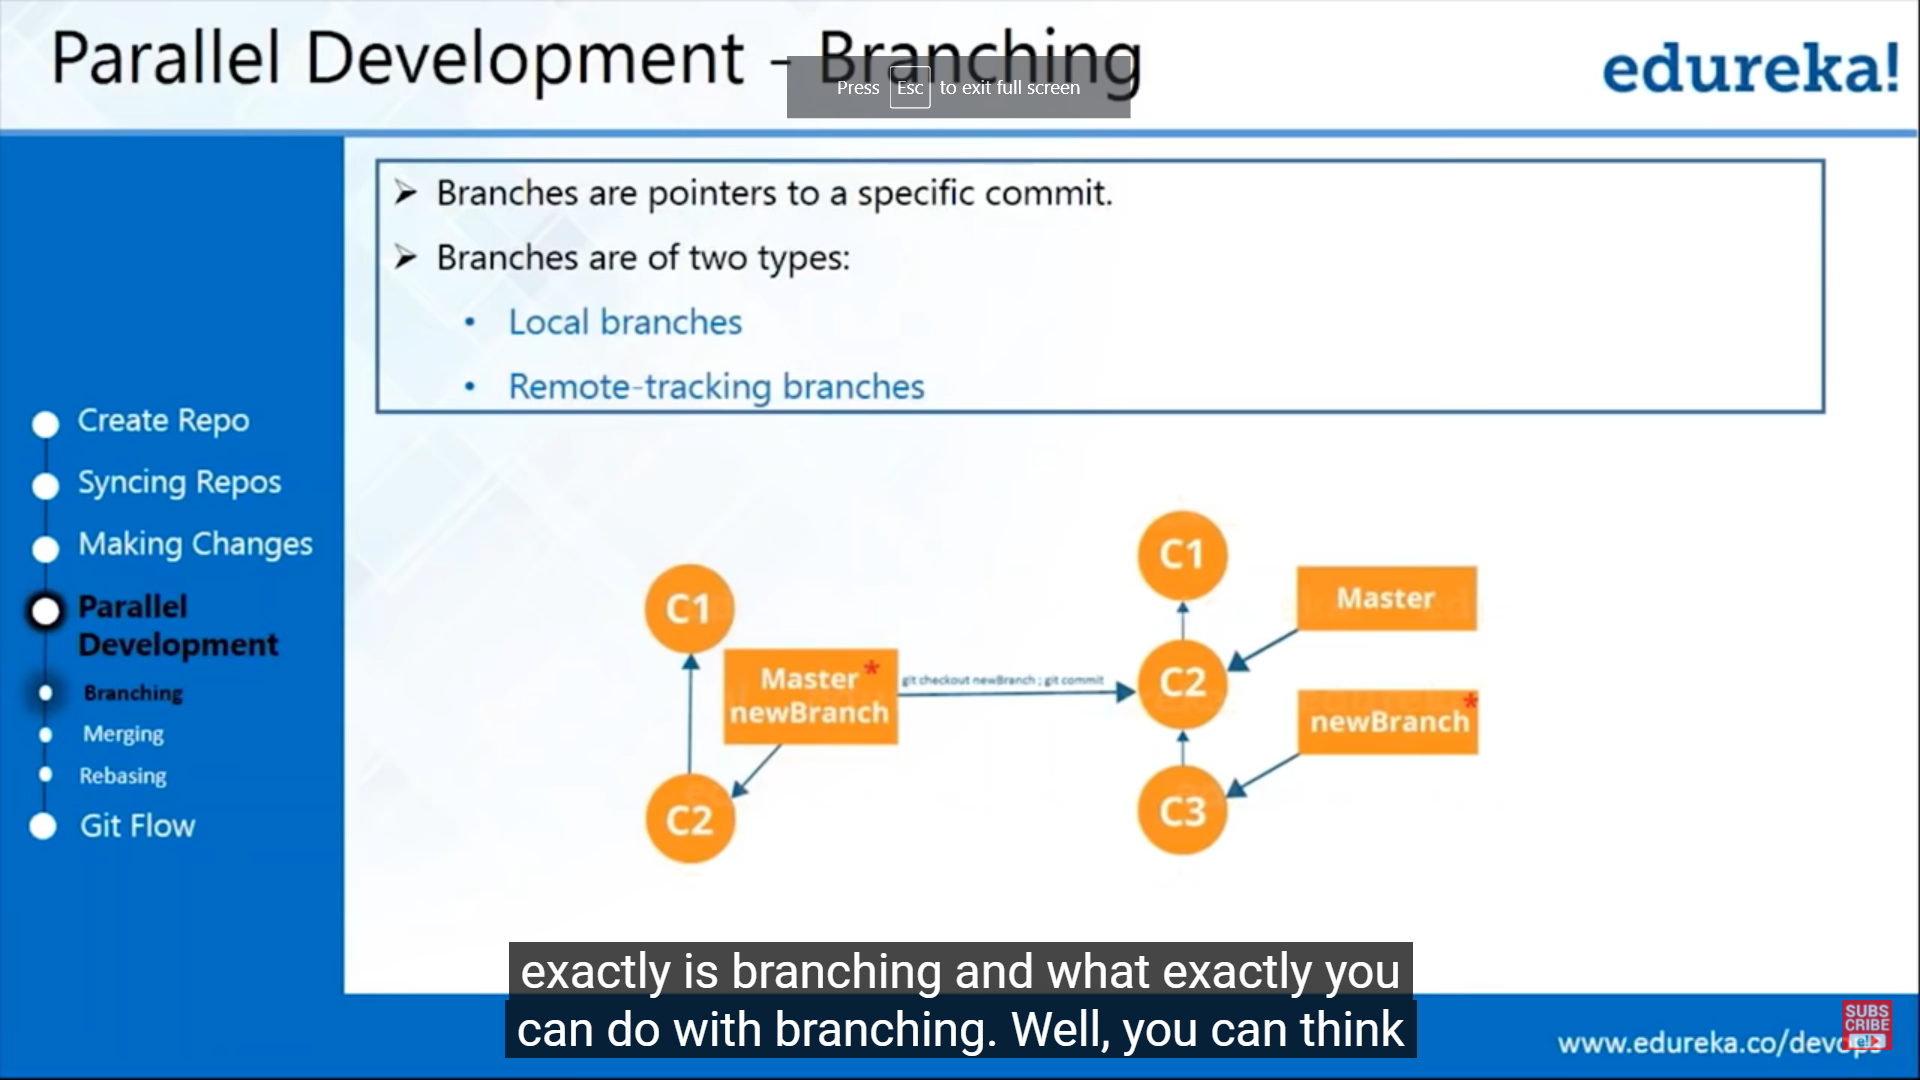 Parallel Development - Branching
edureka!
Press Esc to exit full screen
➤ Branches are pointers to a specific commit.
➤ Branches are of two types:
• Local branches
• Remote-tracking branches
Create Repo
Syncing Repos
Making Changes
Parallel
Development
Branching
Merging
Rebasing
Git Flow
C1
Master *
newBranch
C2
git checkout newBranch ; git commit
C1
Master
C2
newBranch *
C3
exactly is branching and what exactly you
can do with branching. Well, you can think
www.edureka.co/devops
SUBS
CRIBE
e!